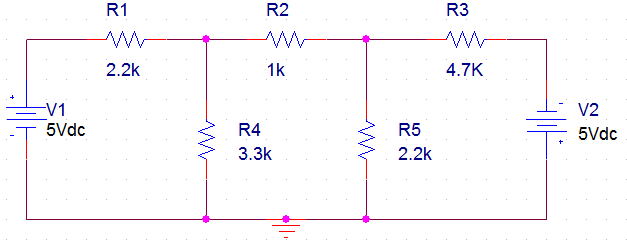 R1 R2 R3
2.2k 1k 4.7K
+ -
V1 R4 R5 V2
5Vdc 3.3k 2.2k 5Vdc
- +